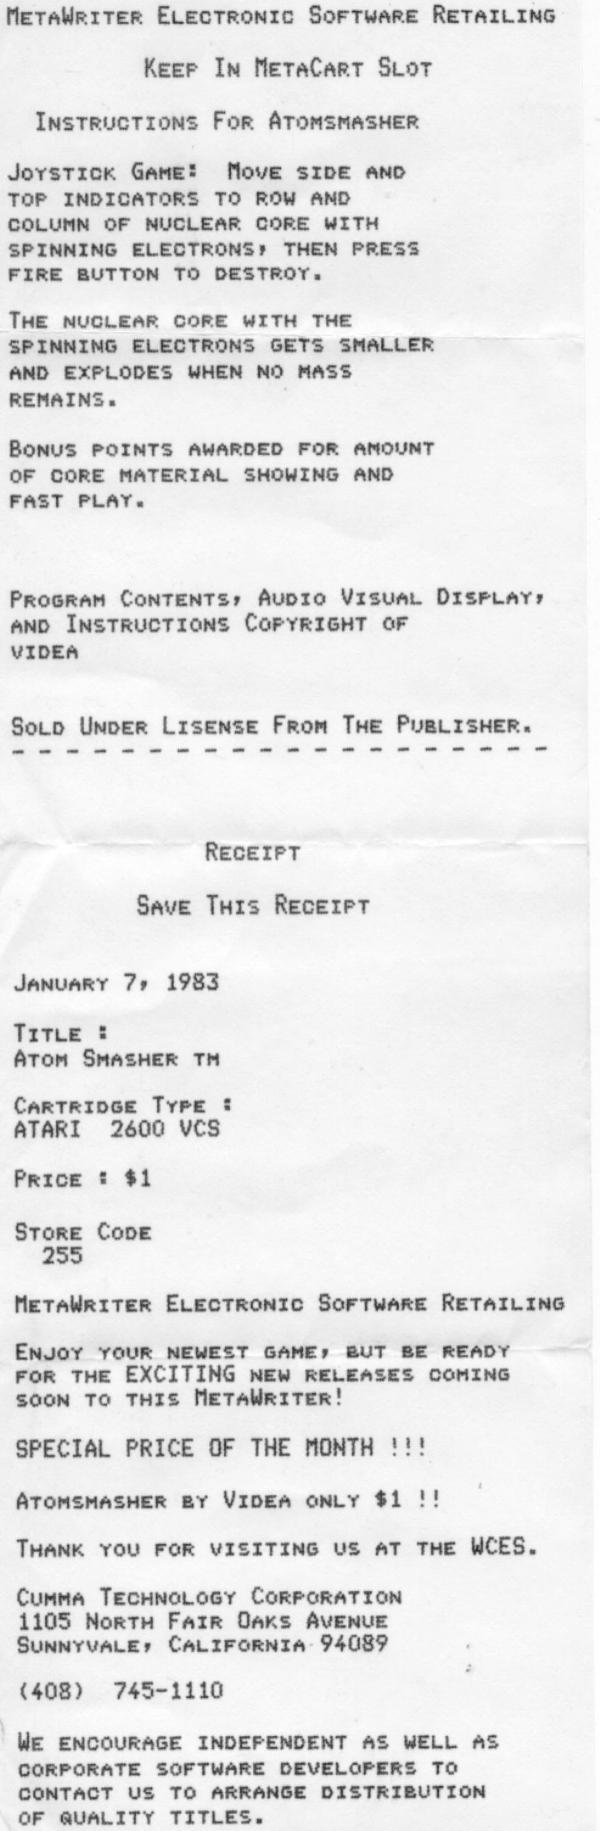 MetaWriter Electronic Software Retailing
Keep In MetaCart Slot
Instructions For Atomsmasher
Joystick Game:  Move side and
top indicators to row and
column of nuclear core with
spinning electrons, then press
fire button to destroy.
The nuclear core with the
spinning electrons gets smaller
and explodes when no mass
remains.
Bonus points awarded for amount
of core material showing and
fast play.
Program Contents, Audio Visual Display,
and Instructions Copyright of
VIDEA
Sold Under Lisense From The Publisher.
- - - - - - - - - - - - - - - - - - - -
Receipt
Save This Receipt
January 7, 1983
Title :
Atom Smasher TM
Cartridge Type :
ATARI  2600 VCS
Price : $1
Store Code
255
MetaWriter Electronic Software Retailing
Enjoy your newest game, but be ready
for the EXCITING new releases coming
soon to this MetaWriter!
SPECIAL PRICE OF THE MONTH !!!
Atomsmasher by Videa only $1 !!
Thank you for visiting us at the WCES.
Cumma Technology Corporation
1105 North Fair Oaks Avenue
Sunnyvale, California 94089
(408)  745-1110
We encourage independent as well as
corporate software developers to
contact us to arrange distribution
of quality titles.